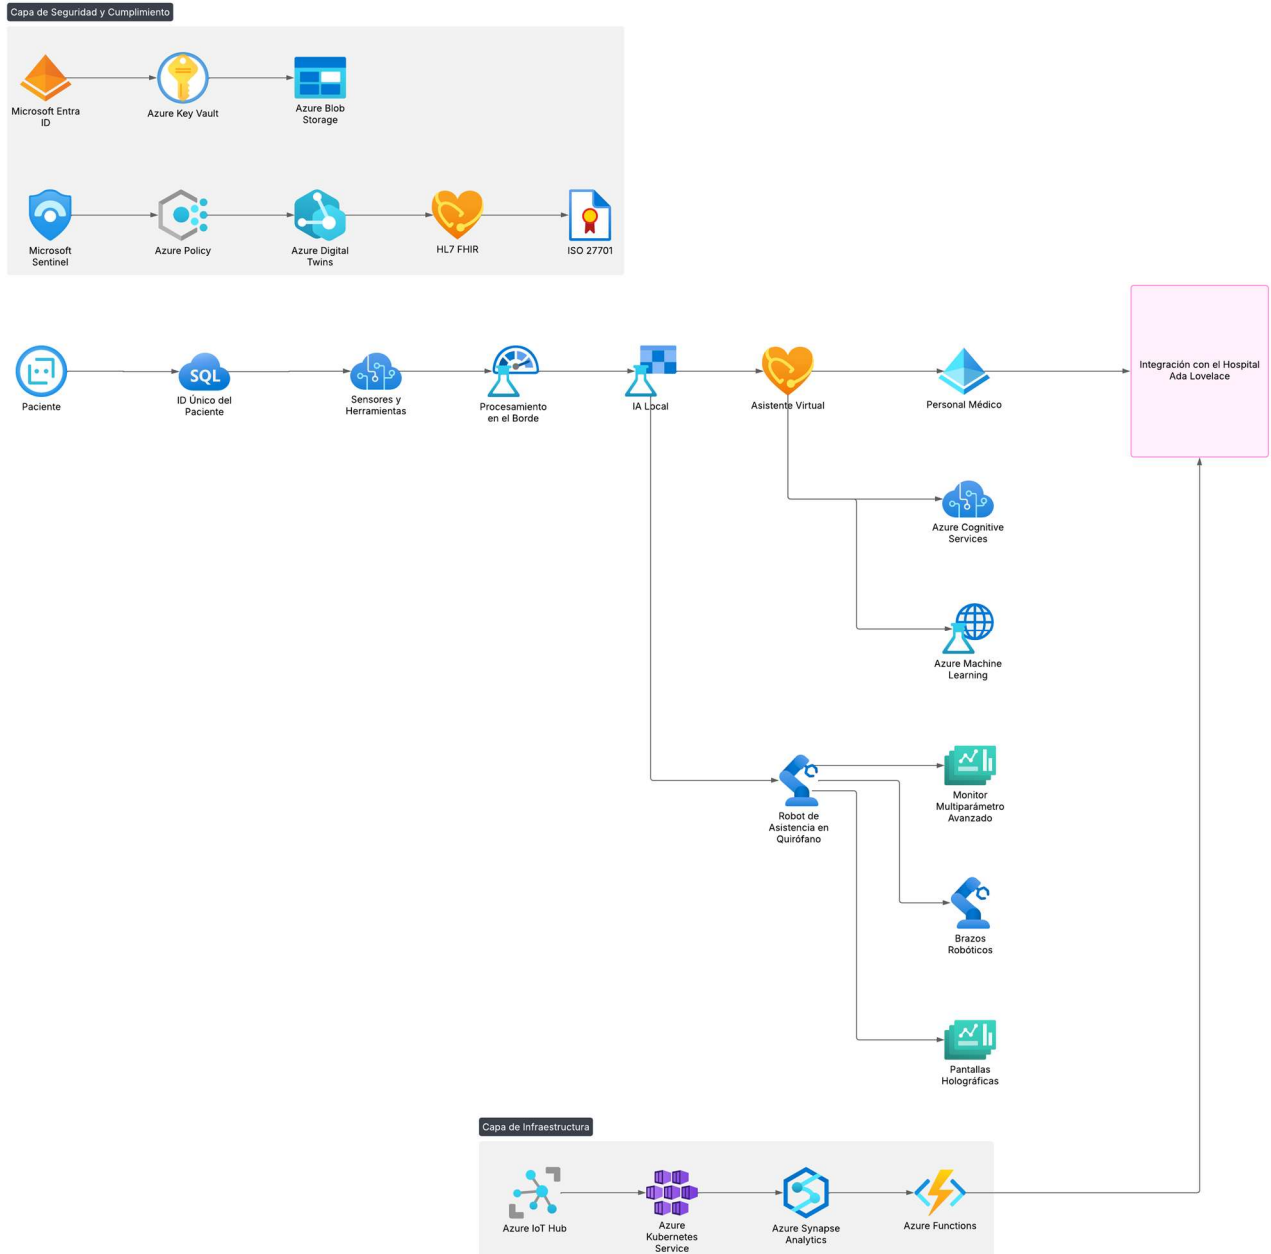 Capa de Seguridad y Cumplimiento
Microsoft Entra
ID
Azure Key Vault
Azure Blob
Storage
Microsoft
Sentinel
Azure Policy
Azure Digital
Twins
HL7 FHIR
ISO 27701
Paciente
SQL
ID Único del
Paciente
Sensores y
Herramientas
Procesamiento
en el Borde
IA Local
Asistente Virtual
Personal Médico
Integración con el Hospital
Ada Lovelace
Azure Cognitive
Services
Azure Machine
Learning
Robot de
Asistencia en
Quirófano
Monitor
Multiparámetro
Avanzado
Brazos
Robóticos
Pantallas
Holográficas
Capa de Infraestructura
Azure IoT Hub
Azure
Kubernetes
Service
Azure Synapse
Analytics
Azure Functions